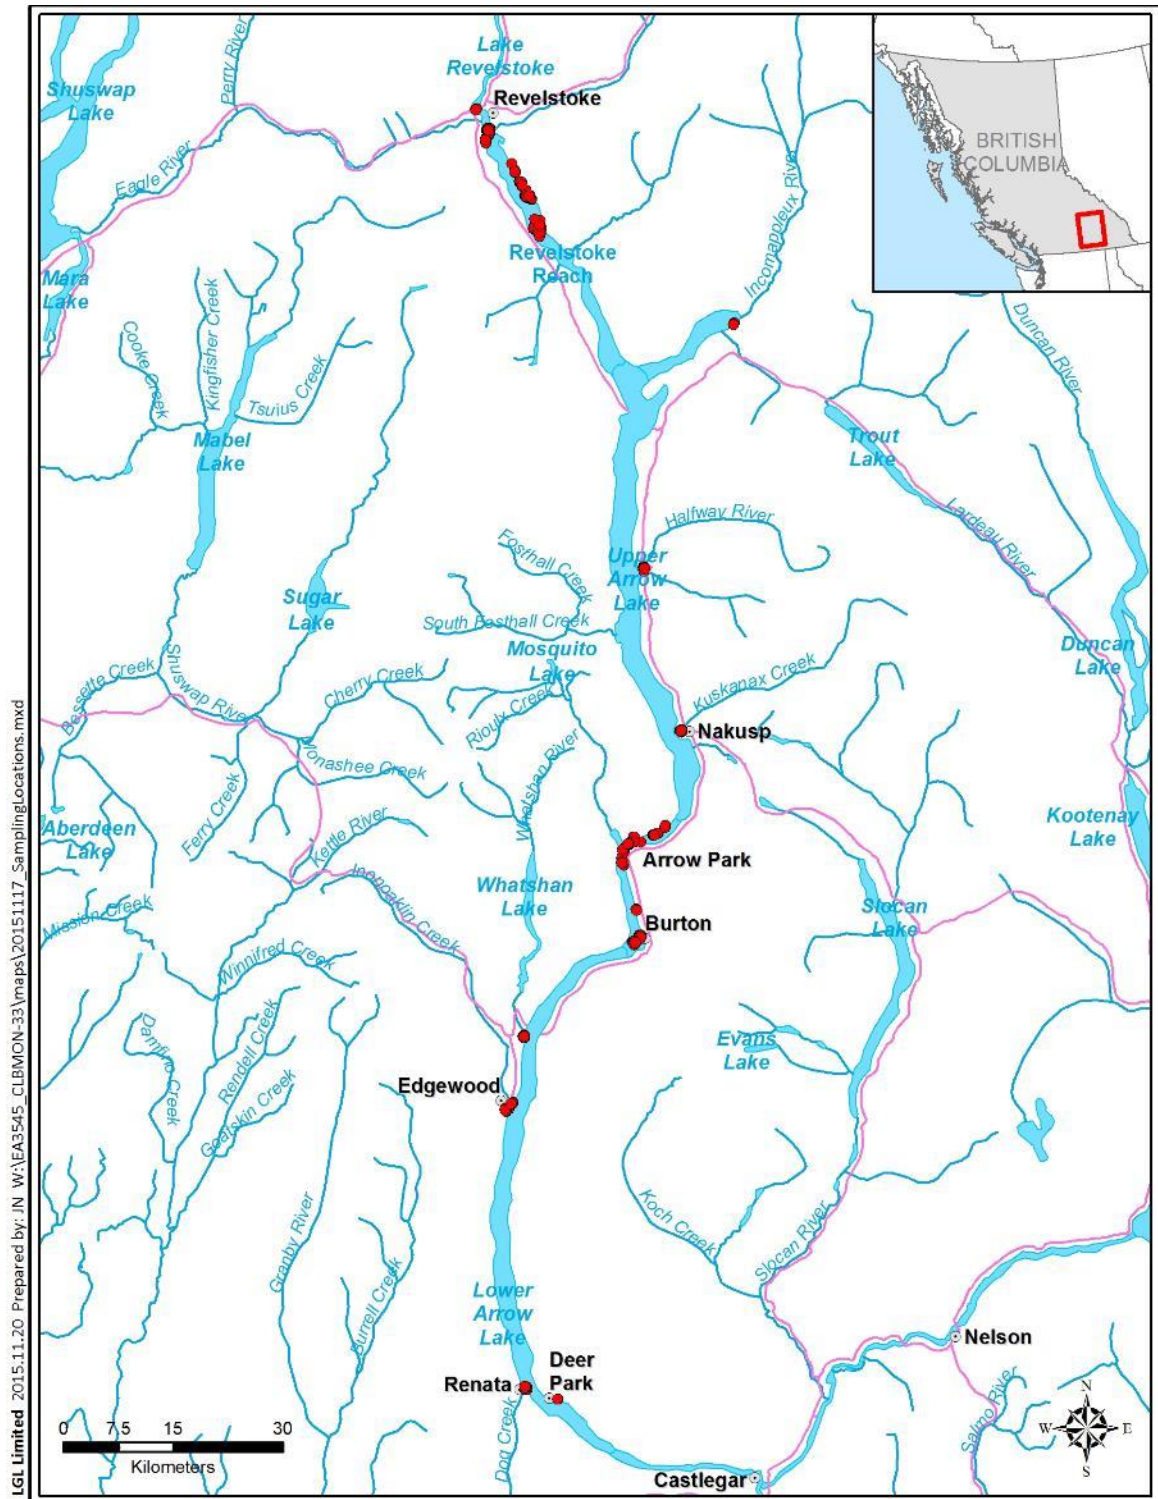 Lake
Revelstoke
Revelstoke
Shuswap
Lake
Perry River
Eagle River
BRITISH
COLUMBIA
Incomapoleux River
Revelstoke
Reach
Mara
Lake
Cooke Creek
Kingfisher Creek
Tsuius Creek
Mabel
Lake
Duncan River
Trout
Lake
Lardeau River
Halfway River
Upper
Arrow
Lake
Fosthall Creek
South Fosthall Creek
Sugar
Lake
Mosquito
Lake
Duncan
Lake
Bessette Creek
Shuswap River
Cherry Creek
Rioulx Creek
Kuskanax Creek
Nakusp
Monashee Creek
Whatshan River
Ferry Creek
Kettle River
Aberdeen
Lake
Kootenay
Lake
Arrow Park
Inonoaklin Creek
Whatshan
Lake
Mission Creek
Burton
Slocan
Lake
Winnifred Creek
Damfino Creek
Rendell Creek
Goatskin Creek
Evans
Lake
Edgewood
Koch Creek
Slocan River
Granby River
Burrell Creek
Lower
Arrow
Lake
Nelson
Deer
Park
Renata
Dog Creek
Salmo River
Castlegar
0 7.5 15 30
Kilometers
N
W E
S
LGL Limited 2015.11.20 Prepared by: JN W:\EA3545_CLBMON-33\maps\20151117_SamplingLocations.mxd